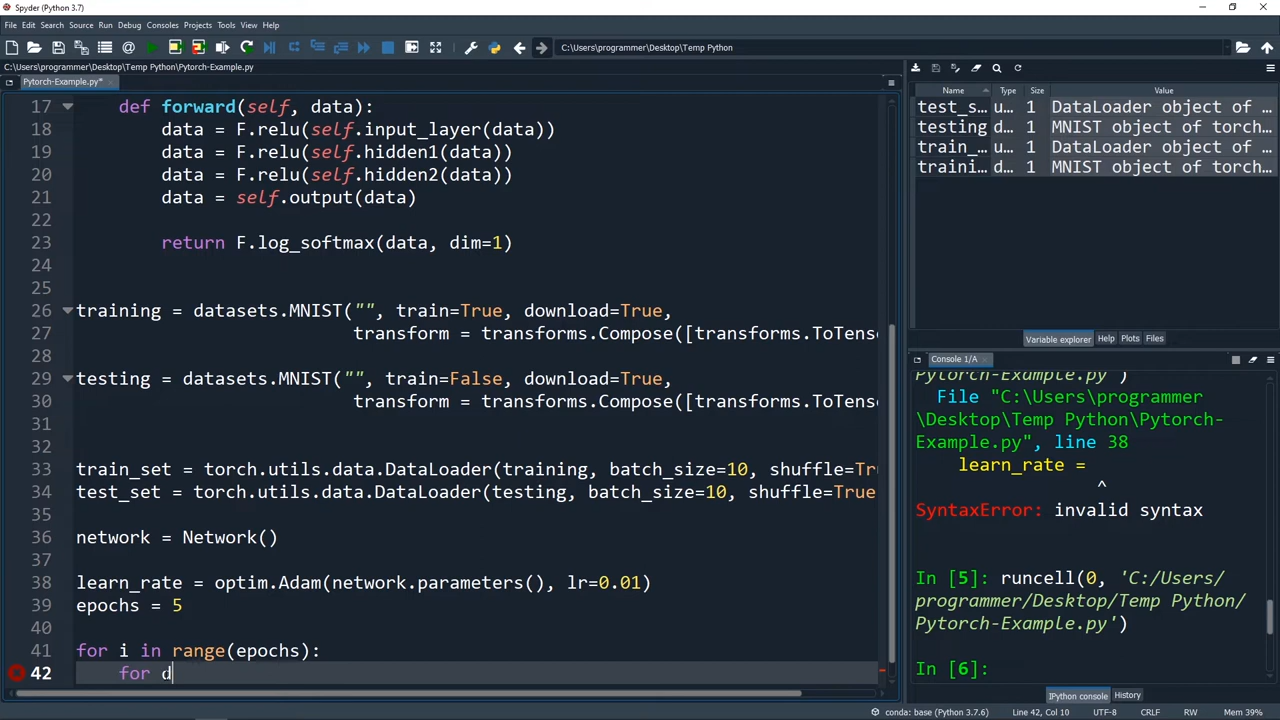 Spyder (Python 3.7)
File Edit Search Source Run Debug Consoles Projects Tools View Help
C:\Users\programmer\Desktop\Temp Python
C:\Users\programmer\Desktop\Temp Python\Pytorch-Example.py
Pytorch-Example.py*
17 def forward(self, data):
18 data = F.relu(self.input_layer(data))
19 data = F.relu(self.hidden1(data))
20 data = F.relu(self.hidden2(data))
21 data = self.output(data)
22
23 return F.log_softmax(data, dim=1)
24
25
26 training = datasets.MNIST("", train=True, download=True,
27 transform = transforms.Compose([transforms.ToTens
28
29 testing = datasets.MNIST("", train=False, download=True,
30 transform = transforms.Compose([transforms.ToTens
31
32
33 train_set = torch.utils.data.DataLoader(training, batch_size=10, shuffle=Tr
34 test_set = torch.utils.data.DataLoader(testing, batch_size=10, shuffle=True
35
36 network = Network()
37
38 learn_rate = optim.Adam(network.parameters(), lr=0.01)
39 epochs = 5
40
41 for i in range(epochs):
42 for d
Name Type Size Value
test_s… u… 1 DataLoader object of …
testing d… 1 MNIST object of torch…
train_… u… 1 DataLoader object of …
traini… d… 1 MNIST object of torch…
Variable explorer Help Plots Files
Console 1/A
Pytorch-Example.py')
File "C:\Users\programmer
\Desktop\Temp Python\Pytorch-
Example.py", line 38
learn_rate =
^
SyntaxError: invalid syntax
In [5]: runcell(0, 'C:/Users/
programmer/Desktop/Temp Python/
Pytorch-Example.py')
In [6]:
IPython console History
conda: base (Python 3.7.6) Line 42, Col 10 UTF-8 CRLF RW Mem 39%